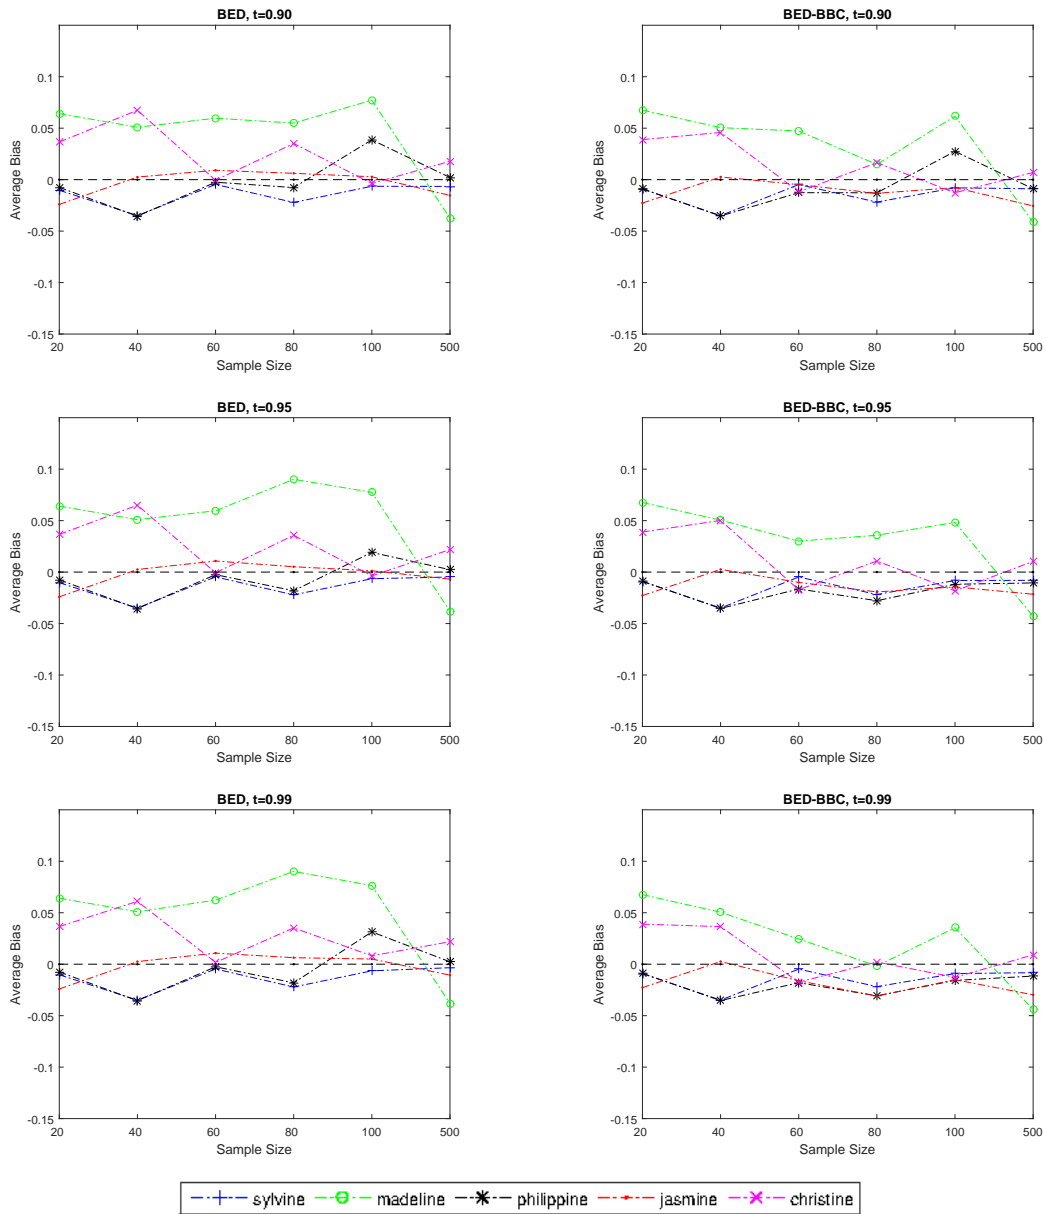 BED, t=0.90
0.1
0.05
0
-0.05
-0.1
-0.15
Average Bias
20 40 60 80 100 500
Sample Size
BED-BBC, t=0.90
0.1
0.05
0
-0.05
-0.1
-0.15
Average Bias
20 40 60 80 100 500
Sample Size
BED, t=0.95
0.1
0.05
0
-0.05
-0.1
-0.15
Average Bias
20 40 60 80 100 500
Sample Size
BED-BBC, t=0.95
0.1
0.05
0
-0.05
-0.1
-0.15
Average Bias
20 40 60 80 100 500
Sample Size
BED, t=0.99
0.1
0.05
0
-0.05
-0.1
-0.15
Average Bias
20 40 60 80 100 500
Sample Size
BED-BBC, t=0.99
0.1
0.05
0
-0.05
-0.1
-0.15
Average Bias
20 40 60 80 100 500
Sample Size
sylvine madeline philippine jasmine christine